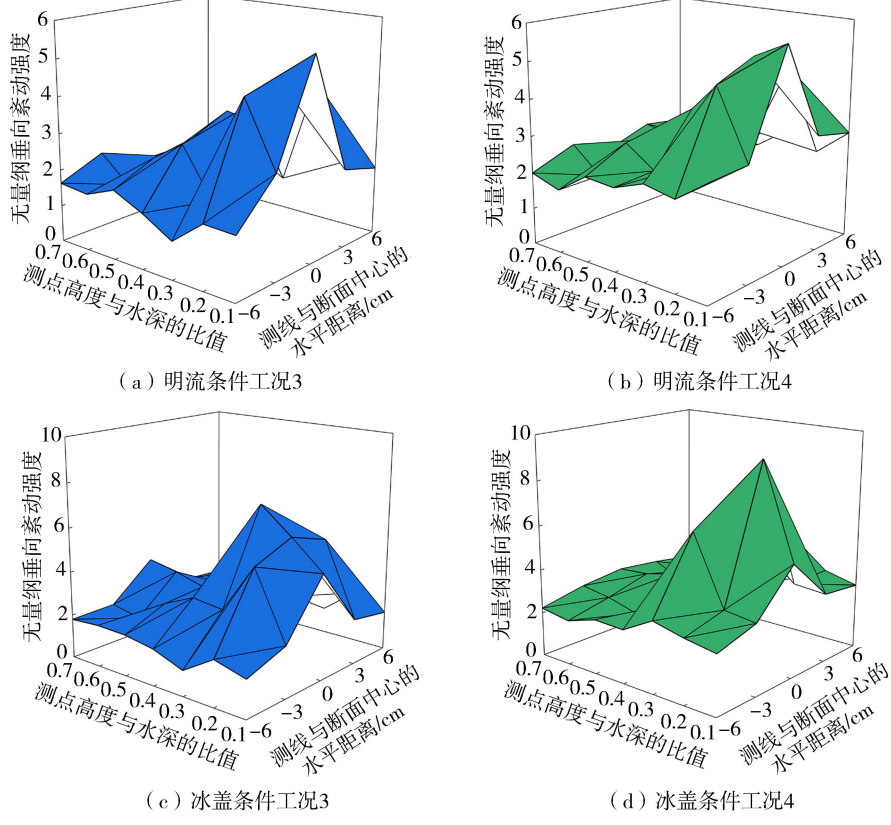 无量纲垂向紊动强度
6
5
4
3
2
1
0
0.7 0.6 0.5 0.4 0.3 0.2 0.1
测点高度与水深的比值
-6 -3 0 3 6
测线与断面中心的
水平距离/cm
(a)明流条件工况3
无量纲垂向紊动强度
6
5
4
3
2
1
0
0.7 0.6 0.5 0.4 0.3 0.2 0.1
测点高度与水深的比值
-6 -3 0 3 6
测线与断面中心的
水平距离/cm
(b)明流条件工况4
无量纲垂向紊动强度
10
8
6
4
2
0
0.7 0.6 0.5 0.4 0.3 0.2 0.1
测点高度与水深的比值
-6 -3 0 3 6
测线与断面中心的
水平距离/cm
(c)冰盖条件工况3
无量纲垂向紊动强度
10
8
6
4
2
0
0.7 0.6 0.5 0.4 0.3 0.2 0.1
测点高度与水深的比值
-6 -3 0 3 6
测线与断面中心的
水平距离/cm
(d)冰盖条件工况4